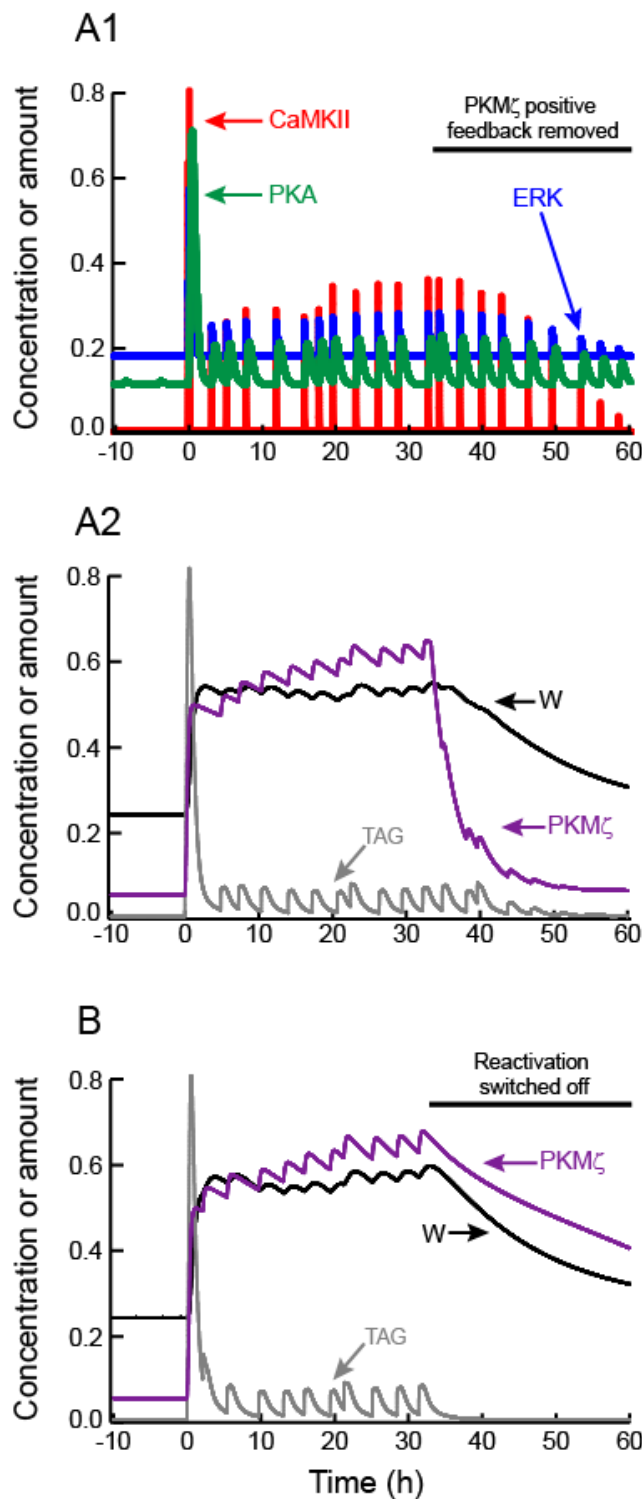 A1
Concentration or amount
0.8
0.6
0.4
0.2
0.0
CaMKII
PKA
PKMζ positive
feedback removed
ERK
-10 0 10 20 30 40 50 60
A2
Concentration or amount
0.8
0.6
0.4
0.2
0.0
W
PKMζ
TAG
-10 0 10 20 30 40 50 60
B
Concentration or amount
0.8
0.6
0.4
0.2
0.0
Reactivation
switched off
PKMζ
W
TAG
-10 0 10 20 30 40 50 60
Time (h)